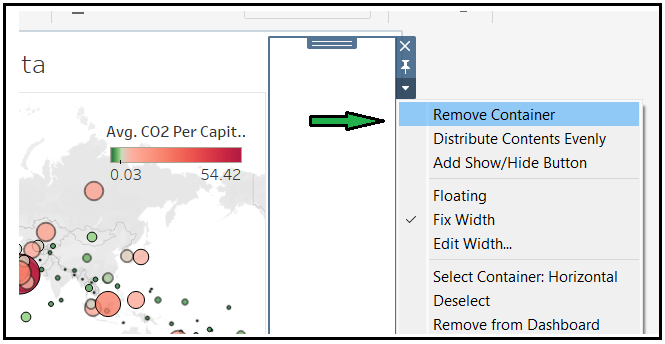 ta
Avg. CO2 Per Capit..
0.03 54.42
Remove Container
Distribute Contents Evenly
Add Show/Hide Button
Floating
Fix Width
Edit Width...
Select Container: Horizontal
Deselect
Remove from Dashboard